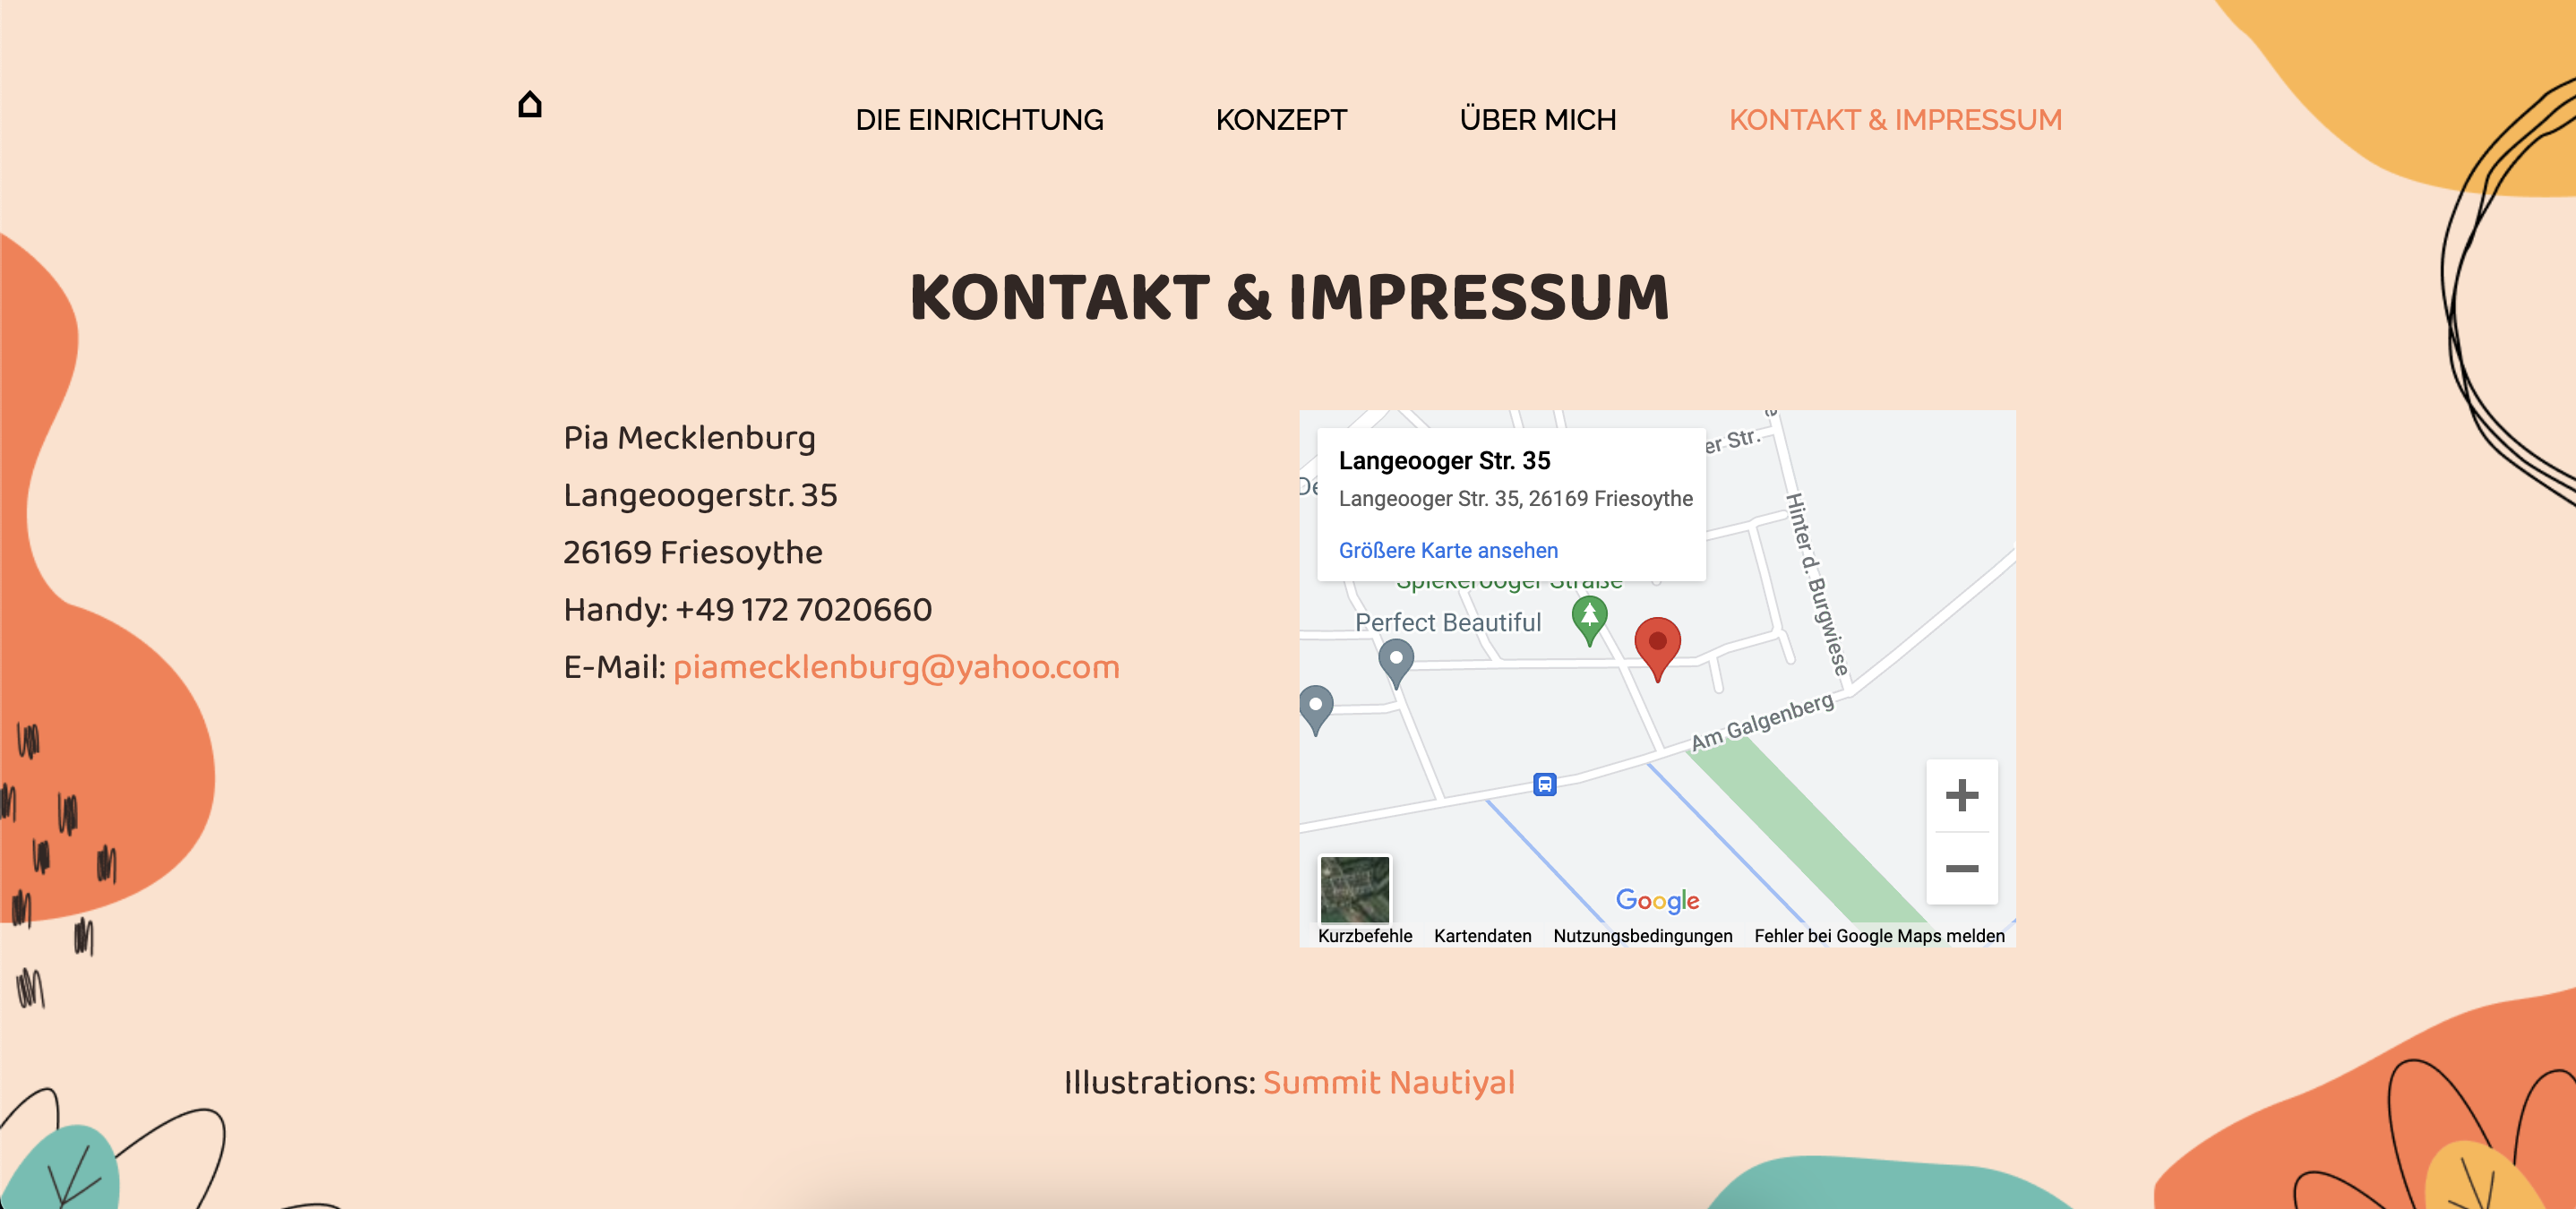 DIE EINRICHTUNG KONZEPT ÜBER MICH KONTAKT & IMPRESSUM
KONTAKT & IMPRESSUM
Pia Mecklenburg
Langeoogerstr. 35
26169 Friesoythe
Handy: +49 172 7020660
E-Mail: piamecklenburg@yahoo.com
Langeooger Str. 35
Langeooger Str. 35, 26169 Friesoythe
Größere Karte ansehen
er Str.
Hinter d. Burgwiese
Spiekerooger Straße
Perfect Beautiful
Am Galgenberg
Google
Kurzbefehle Kartendaten Nutzungsbedingungen Fehler bei Google Maps melden
Illustrations: Summit Nautiyal